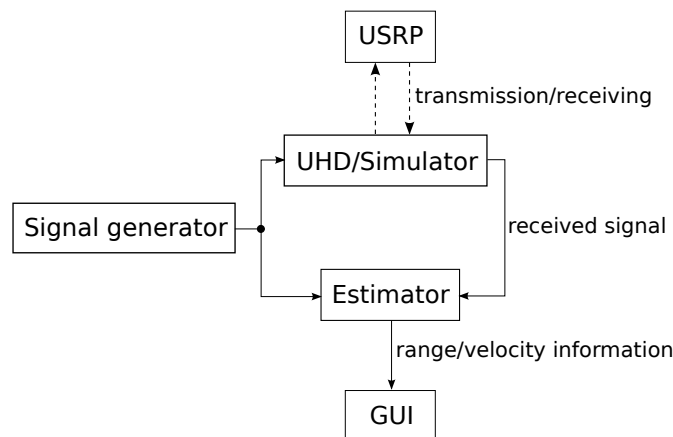 USRP
transmission/receiving
UHD/Simulator
Signal generator
received signal
Estimator
range/velocity information
GUI